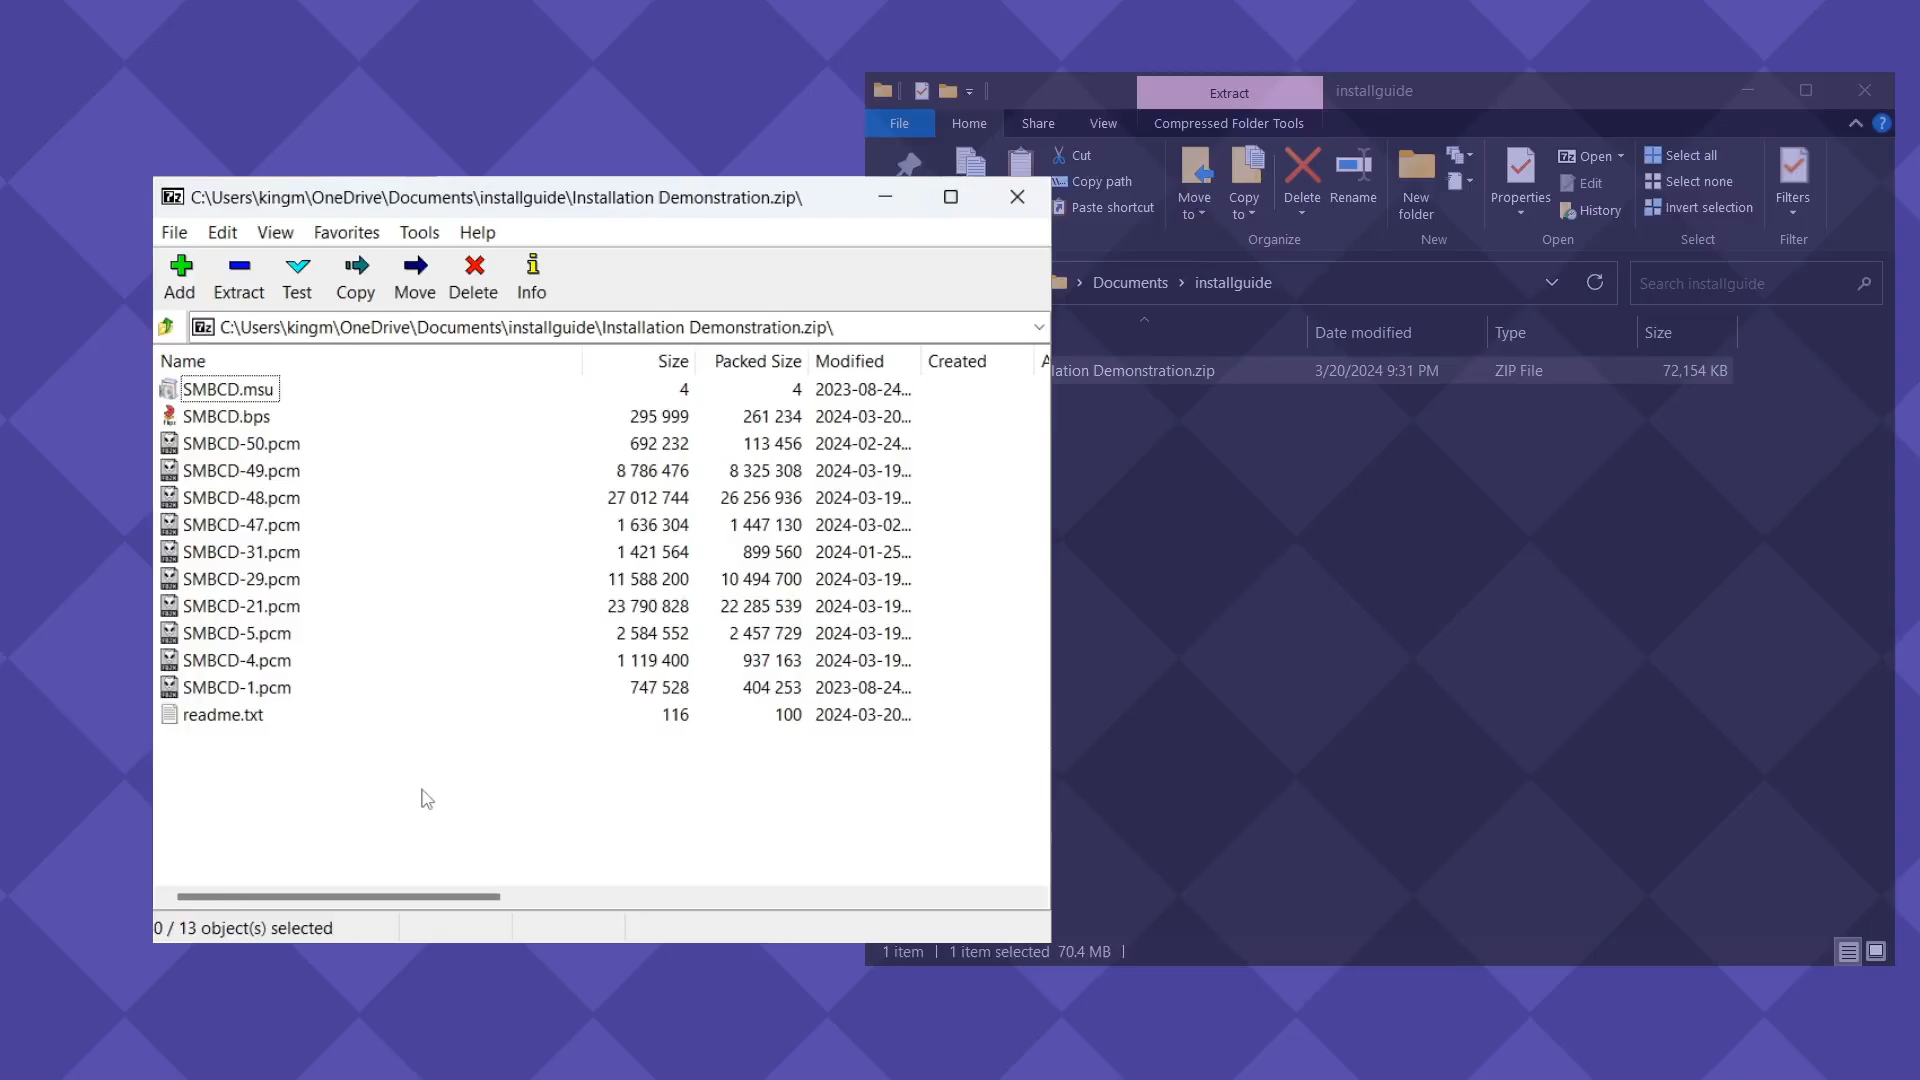 C:\Users\kingm\OneDrive\Documents\installguide\Installation Demonstration.zip\
File Edit View Favorites Tools Help
Add Extract Test Copy Move Delete Info
C:\Users\kingm\OneDrive\Documents\installguide\Installation Demonstration.zip\
Name Size Packed Size Modified Created A
SMBCD.msu 4 4 2023-08-24...
SMBCD.bps 295 999 261 234 2024-03-20...
SMBCD-50.pcm 692 232 113 456 2024-02-24...
SMBCD-49.pcm 8 786 476 8 325 308 2024-03-19...
SMBCD-48.pcm 27 012 744 26 256 936 2024-03-19...
SMBCD-47.pcm 1 636 304 1 447 130 2024-03-02...
SMBCD-31.pcm 1 421 564 899 560 2024-01-25...
SMBCD-29.pcm 11 588 200 10 494 700 2024-03-19...
SMBCD-21.pcm 23 790 828 22 285 539 2024-03-19...
SMBCD-5.pcm 2 584 552 2 457 729 2024-03-19...
SMBCD-4.pcm 1 119 400 937 163 2024-03-19...
SMBCD-1.pcm 747 528 404 253 2023-08-24...
readme.txt 116 100 2024-03-20...
0 / 13 object(s) selected
Extract installguide
File Home Share View Compressed Folder Tools
Cut
Copy path
Paste shortcut
Move to
Copy to
Delete
Rename
Organize
New folder
New
Properties
Open
Edit
History
Open
Select all
Select none
Invert selection
Select
Filters
Filter
Documents installguide
Search installguide
Date modified Type Size
lation Demonstration.zip 3/20/2024 9:31 PM ZIP File 72,154 KB
1 item 1 item selected 70.4 MB